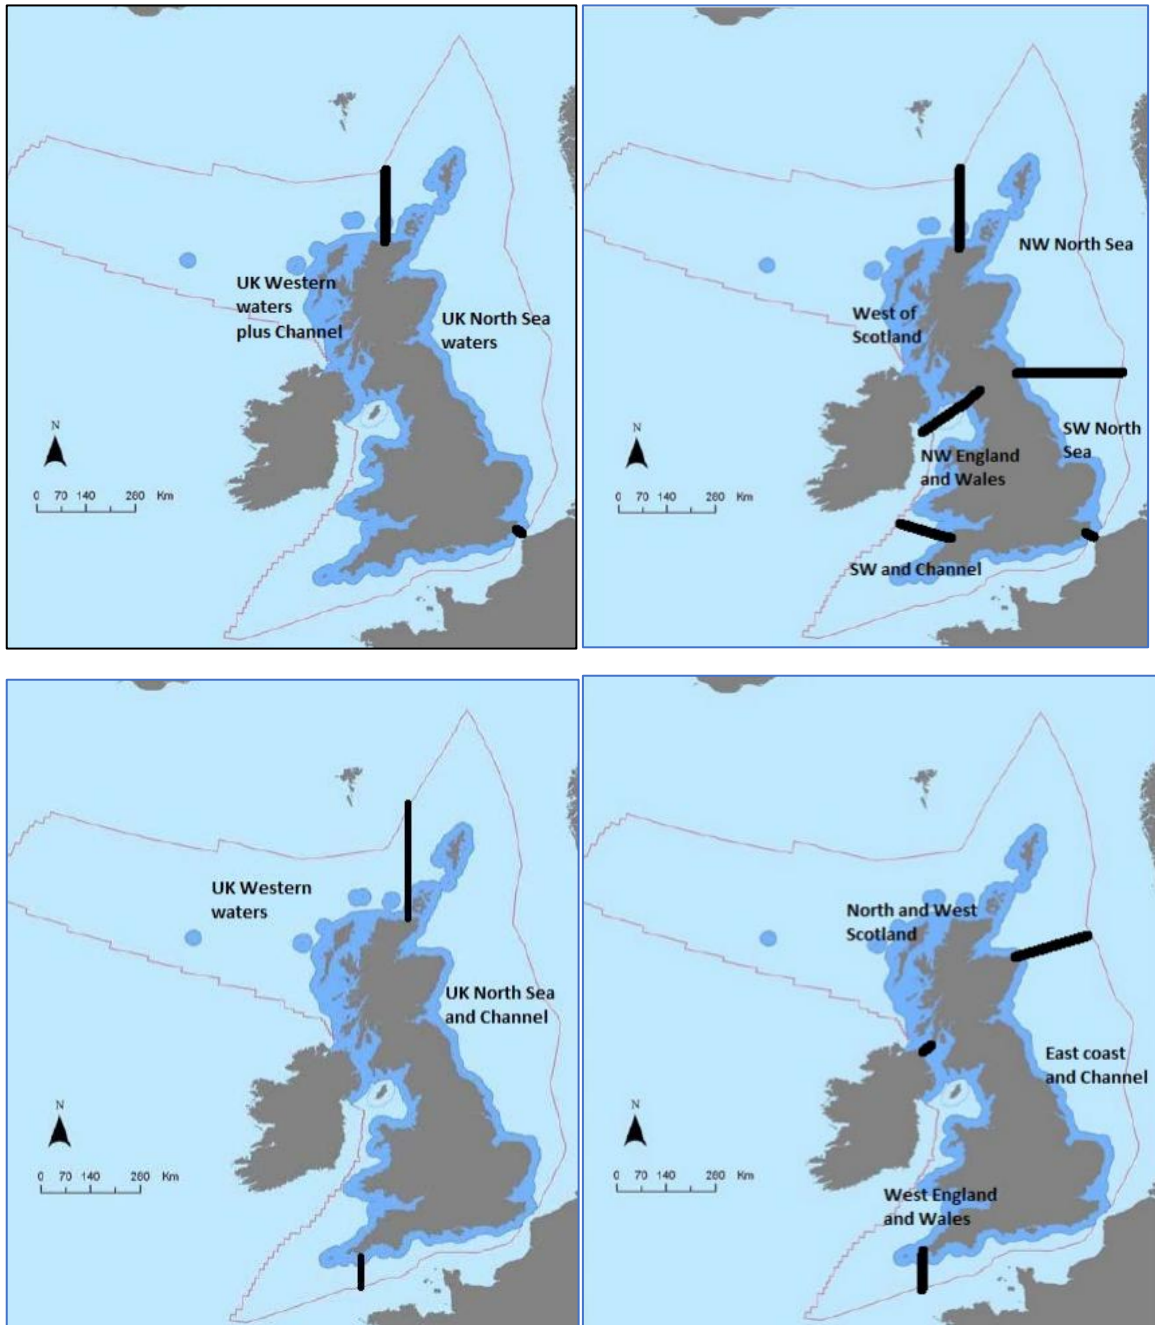 UK Western
waters
plus Channel
UK North Sea
waters
N
0 70 140 280 Km
NW North Sea
West of
Scotland
SW North
Sea
NW England
and Wales
SW and Channel
N
0 70 140 280 Km
UK Western
waters
UK North Sea
and Channel
N
0 70 140 280 Km
North and West
Scotland
East coast
and Channel
West England
and Wales
N
0 70 140 280 Km